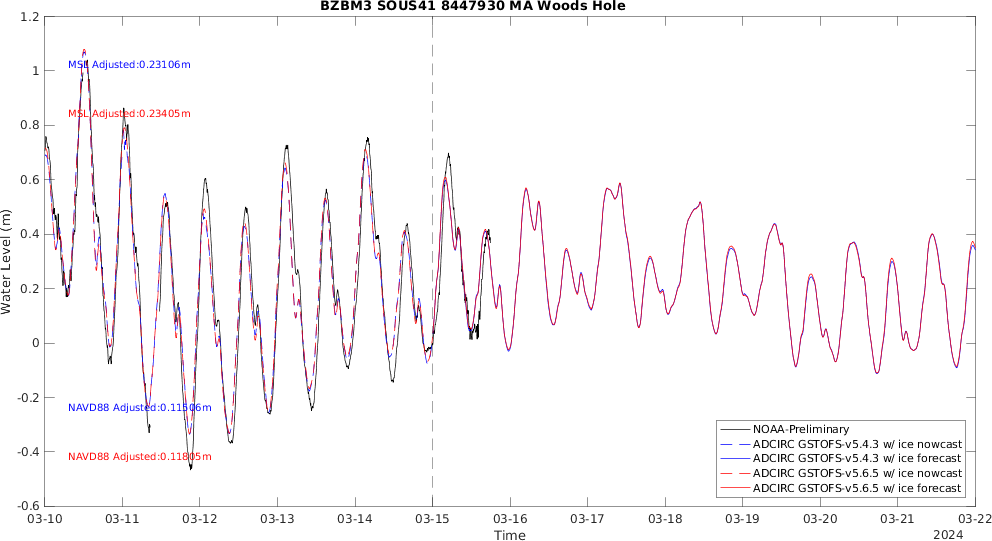 BZBM3 SOUS41 8447930 MA Woods Hole
1.2
1
0.8
0.6
0.4
0.2
0
-0.2
-0.4
-0.6
Water Level (m)
MSL Adjusted:0.23106m
MSL Adjusted:0.23405m
NAVD88 Adjusted:0.11506m
NAVD88 Adjusted:0.11805m
NOAA-Preliminary
ADCIRC GSTOFS-v5.4.3 w/ ice nowcast
ADCIRC GSTOFS-v5.4.3 w/ ice forecast
ADCIRC GSTOFS-v5.6.5 w/ ice nowcast
ADCIRC GSTOFS-v5.6.5 w/ ice forecast
03-10 03-11 03-12 03-13 03-14 03-15 03-16 03-17 03-18 03-19 03-20 03-21 03-22
Time
2024